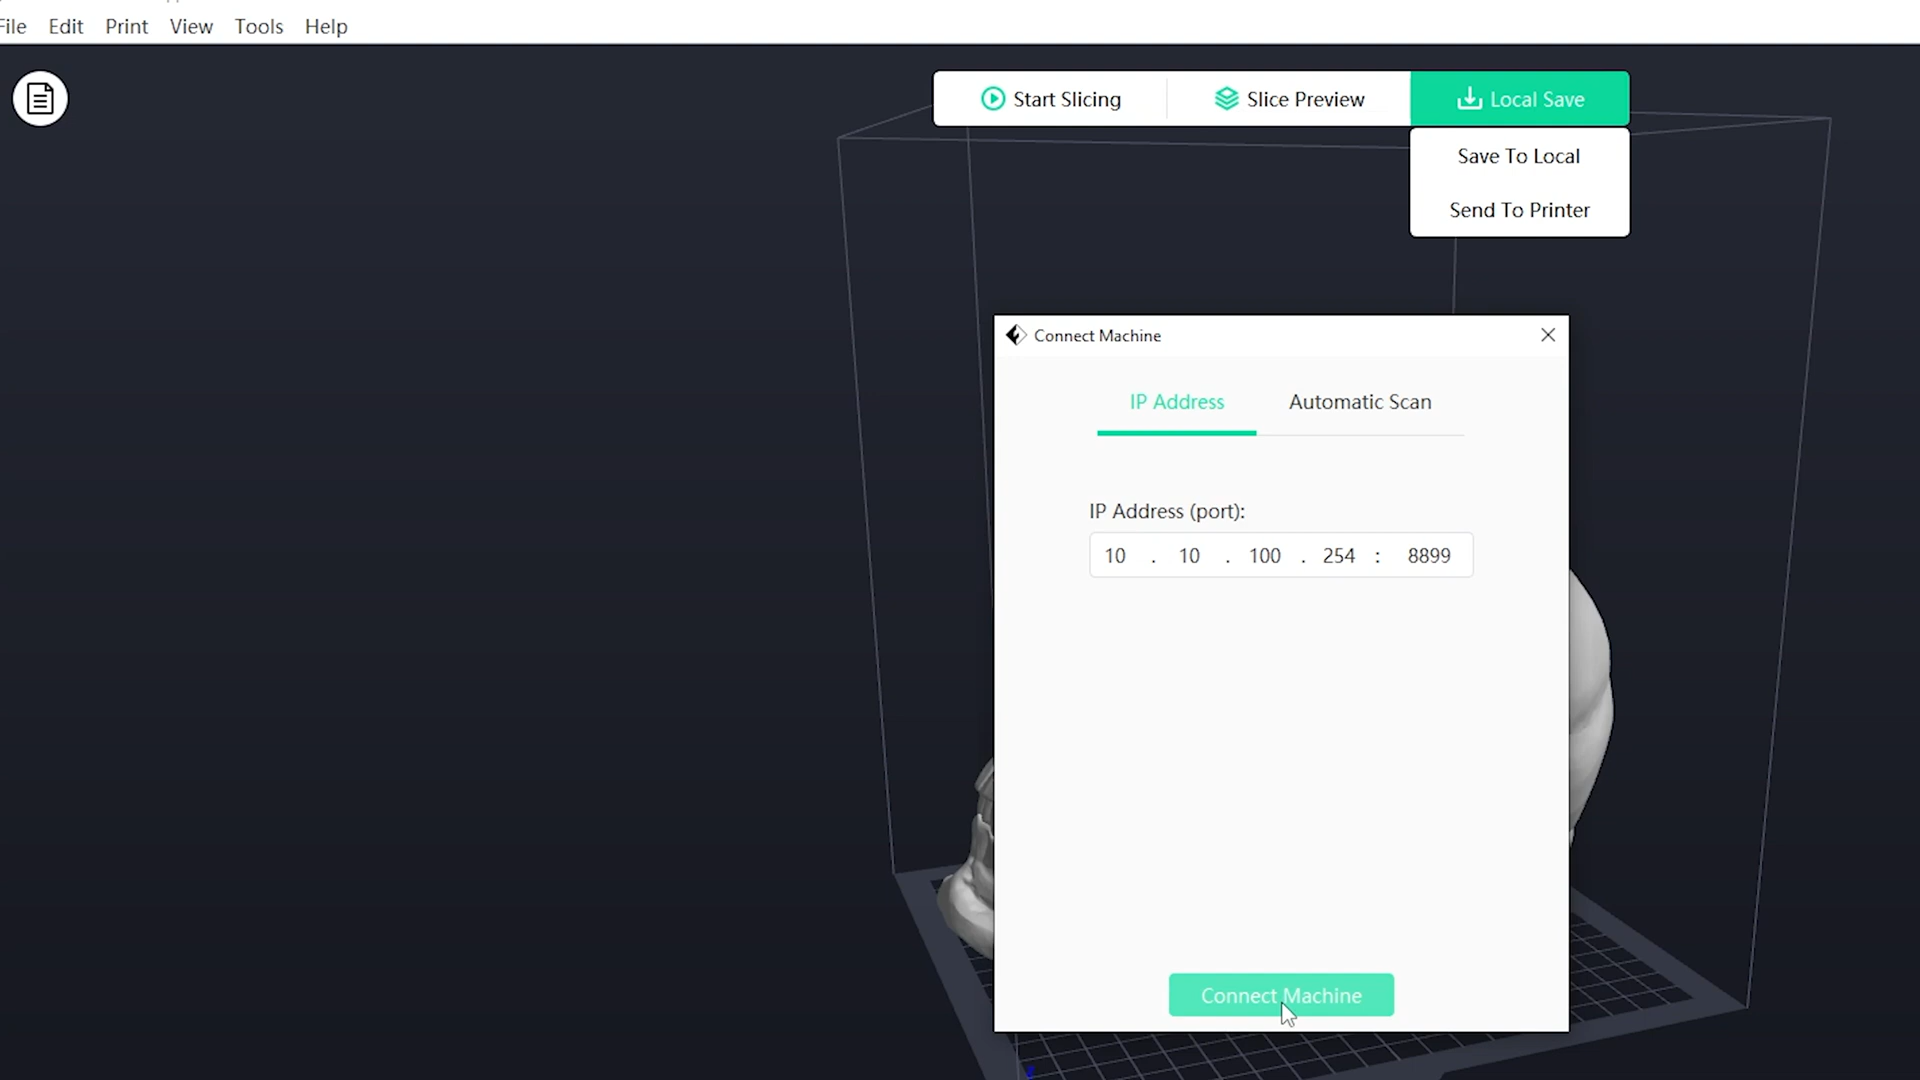 File Edit Print View Tools Help
Start Slicing Slice Preview Local Save
Save To Local
Send To Printer
Connect Machine
IP Address Automatic Scan
IP Address (port):
10 . 10 . 100 . 254 : 8899
Connect Machine